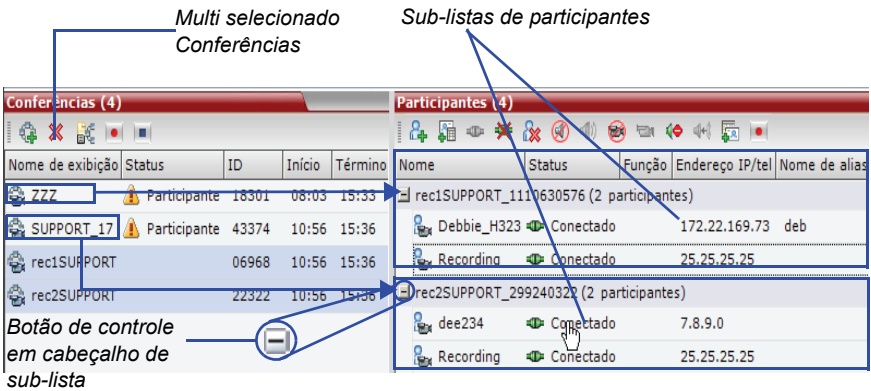 Multi selecionado
Conferências
Sub-listas de participantes
Conferências (4)
Nome de exibição Status ID Início Término
ZZZ Participante 18301 08:03 15:33
SUPPORT_17 Participante 43374 10:56 15:36
rec1SUPPORT 06968 10:56 15:36
rec2SUPPORT 22322 10:56 15:36
Botão de controle
em cabeçalho de
sub-lista
Participantes (4)
Nome Status Função Endereço IP/tel Nome de alias
rec1SUPPORT_1110630576 (2 participantes)
Debbie_H323 Conectado 172.22.169.73 deb
Recording Conectado 25.25.25.25
rec2SUPPORT_299240322 (2 participantes)
dee234 Conectado 7.8.9.0
Recording Conectado 25.25.25.25